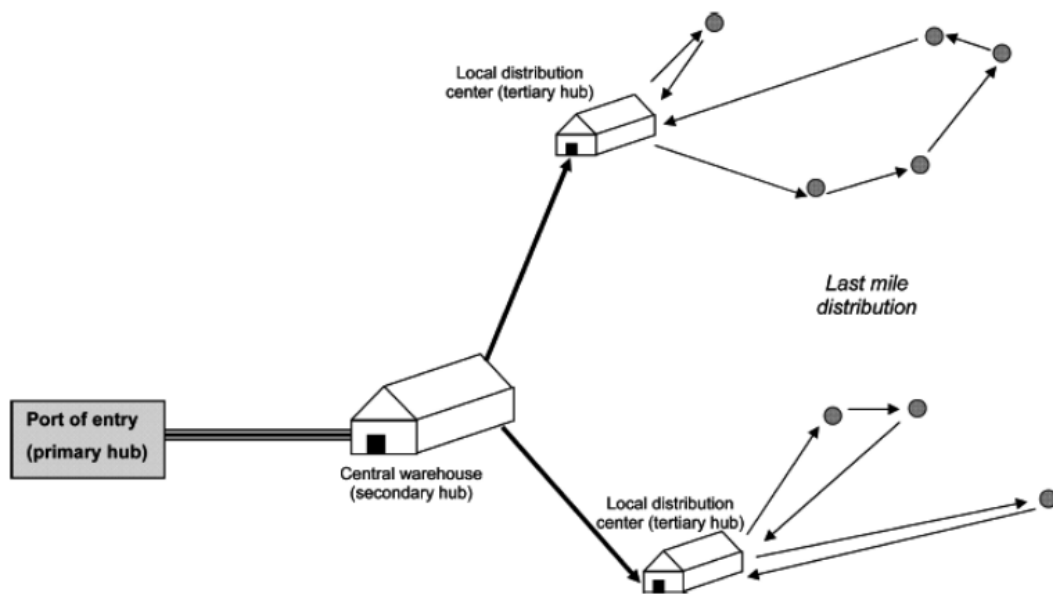 Local distribution
center (tertiary hub)
Last mile
distribution
Port of entry
(primary hub)
Central warehouse
(secondary hub)
Local distribution
center (tertiary hub)